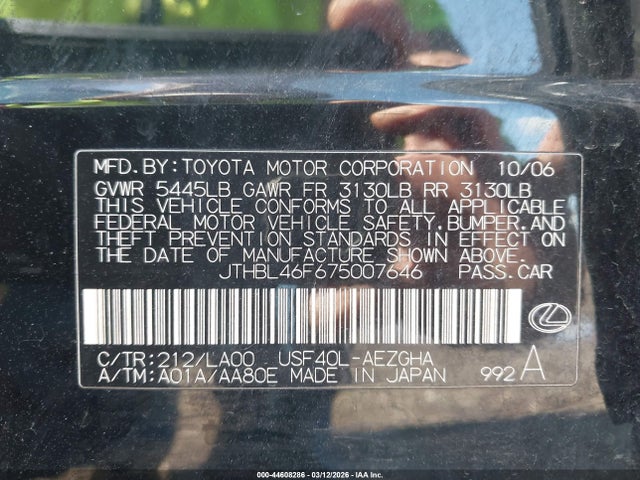 MFD.BY:TOYOTA MOTOR CORPORATION 10/06
GVWR 5445LB GAWR FR 3130LB RR 3130LB
THIS VEHICLE CONFORMS TO ALL APPLICABLE
FEDERAL MOTOR VEHICLE SAFETY,BUMPER,AND
THEFT PREVENTION STANDARDS IN EFFECT ON
THE DATE OF MANUFACTURE SHOWN ABOVE.
JTHBL46F675007646 PASS.CAR
C/TR:212/LA00 USF40L-AEZGHA
A/TM:A01A/AA80E MADE IN JAPAN 992 A
000-44608286 - 03/12/2026 - IAA Inc.